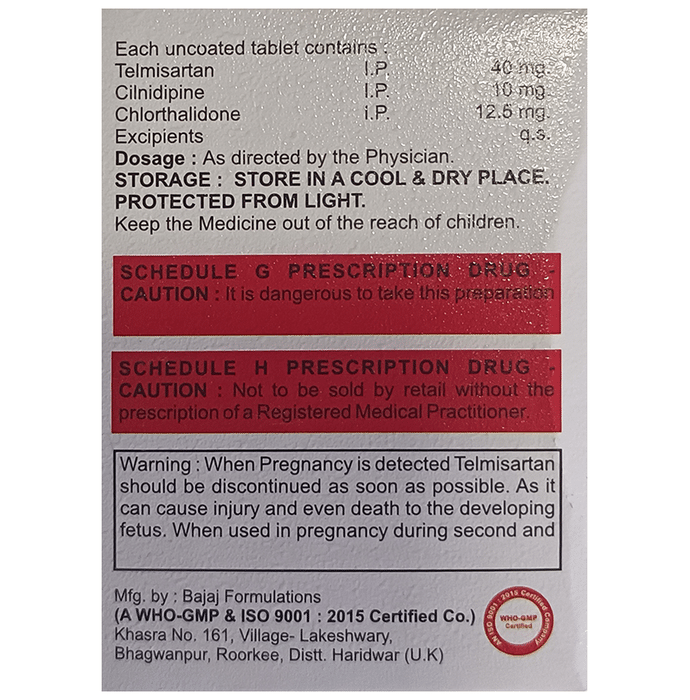 Each uncoated tablet contains :
Telmisartan I.P. 40 mg.
Cilnidipine I.P. 10 mg.
Chlorthalidone i.P. 12.5 mg.
Excipients q.s.
Dosage : As directed by the Physician.
STORAGE : STORE IN A COOL & DRY PLACE.
PROTECTED FROM LIGHT.
Keep the Medicine out of the reach of children.
SCHEDULE G PRESCRIPTION DRUG -
CAUTION : It is dangerous to take this preparation
SCHEDULE H PRESCRIPTION DRUG -
CAUTION : Not to be sold by retail without the
prescription of a Registered Medical Practitioner.
Warning : When Pregnancy is detected Telmisartan
should be discontinued as soon as possible. As it
can cause injury and even death to the developing
fetus. When used in pregnancy during second and
Mfg. by : Bajaj Formulations
(A WHO-GMP & ISO 9001 : 2015 Certified Co.)
Khasra No. 161, Village- Lakeshwary,
Bhagwanpur, Roorkee, Distt. Haridwar (U.K)
AN ISO 9001 : 2015 Certified Company
WHO-GMP
Certified